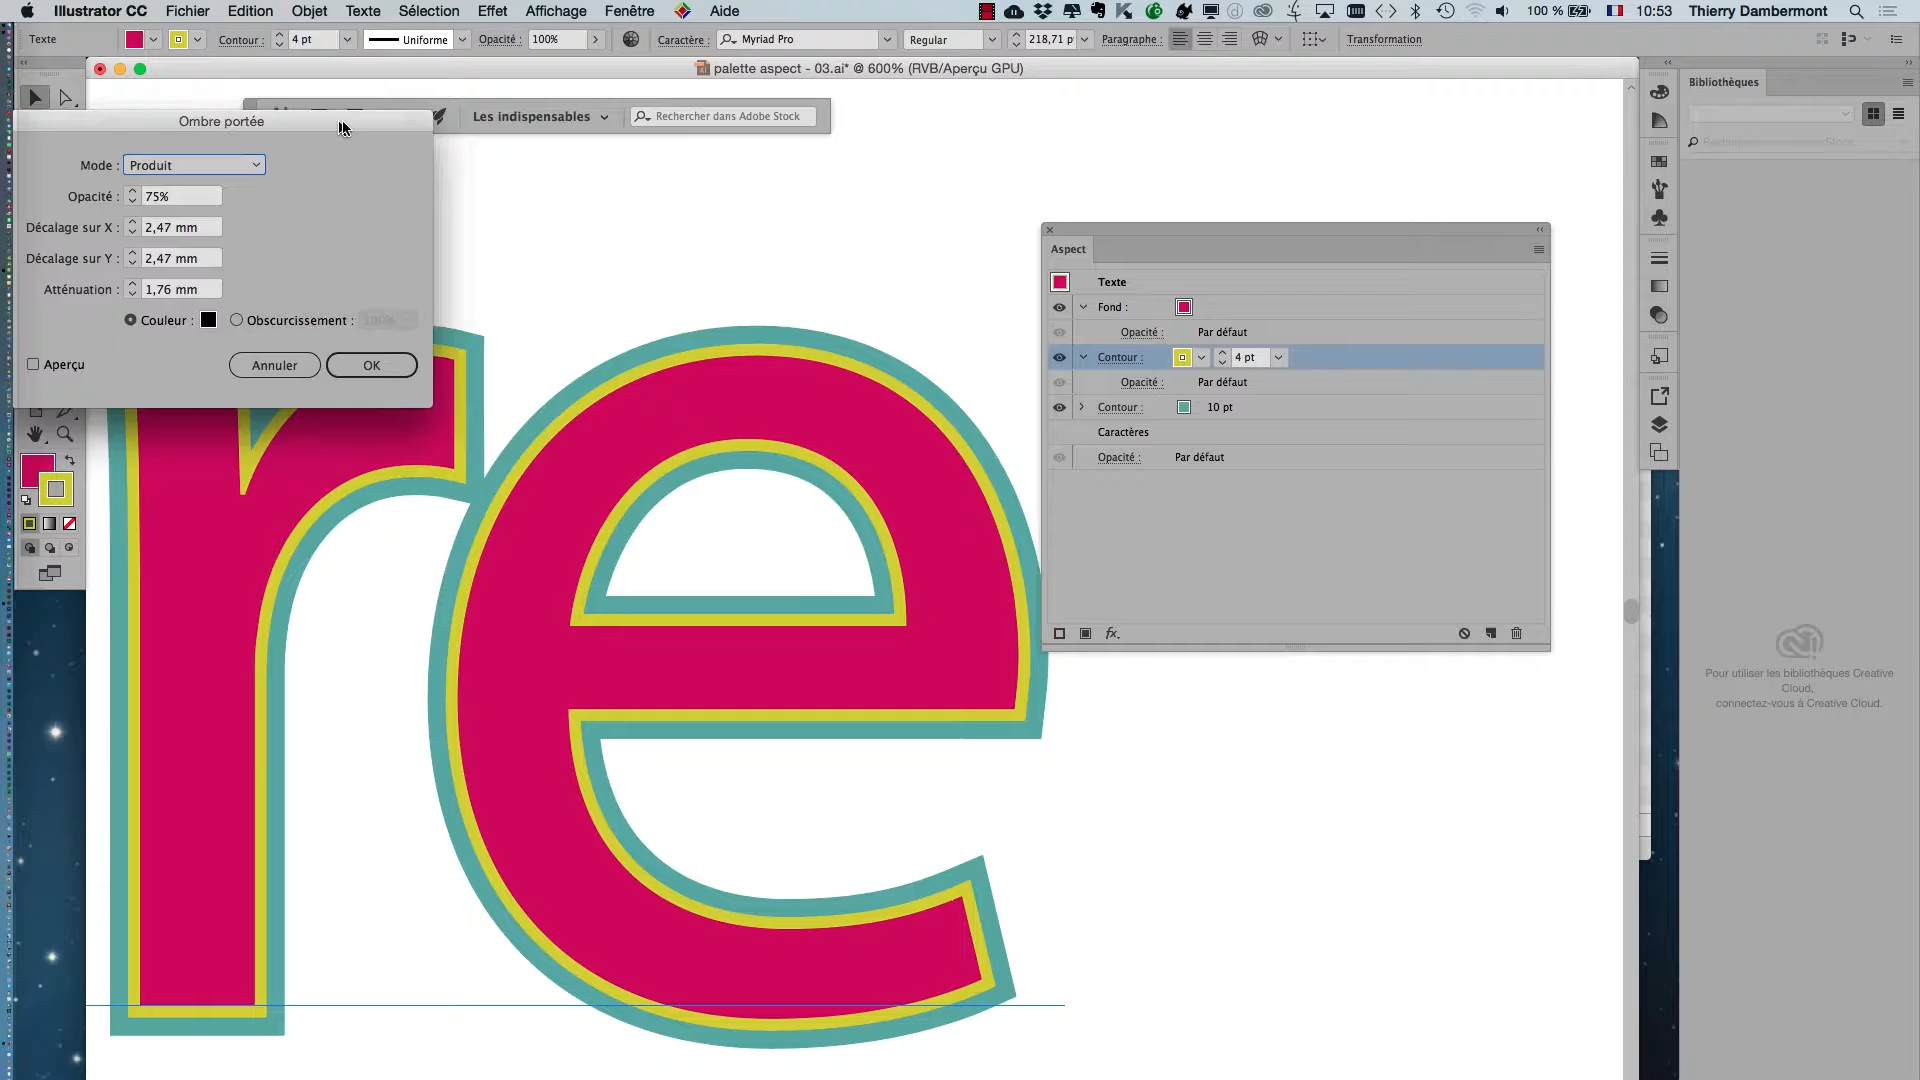 Illustrator CC Fichier Edition Objet Texte Sélection Effet Affichage Fenêtre Aide 100 % 10:53 Thierry Dambermont
Texte Contour : 4 pt Uniforme Opacité : 100% Caractère : Myriad Pro Regular 218,71 p Paragraphe : Transformation
palette aspect - 03.ai* @ 600% (RVB/Aperçu GPU)
Les indispensables Rechercher dans Adobe Stock
Bibliothèques
Ombre portée
Mode : Produit
Opacité : 75%
Décalage sur X : 2,47 mm
Décalage sur Y : 2,47 mm
Atténuation : 1,76 mm
Couleur : Obscurcissement : 100%
Aperçu Annuler OK
Aspect
Texte
Fond :
Opacité : Par défaut
Contour : 4 pt
Opacité : Par défaut
Contour : 10 pt
Caractères
Opacité : Par défaut
fx.
re
Pour utiliser les bibliothèques Creative
Cloud,
connectez-vous à Creative Cloud.